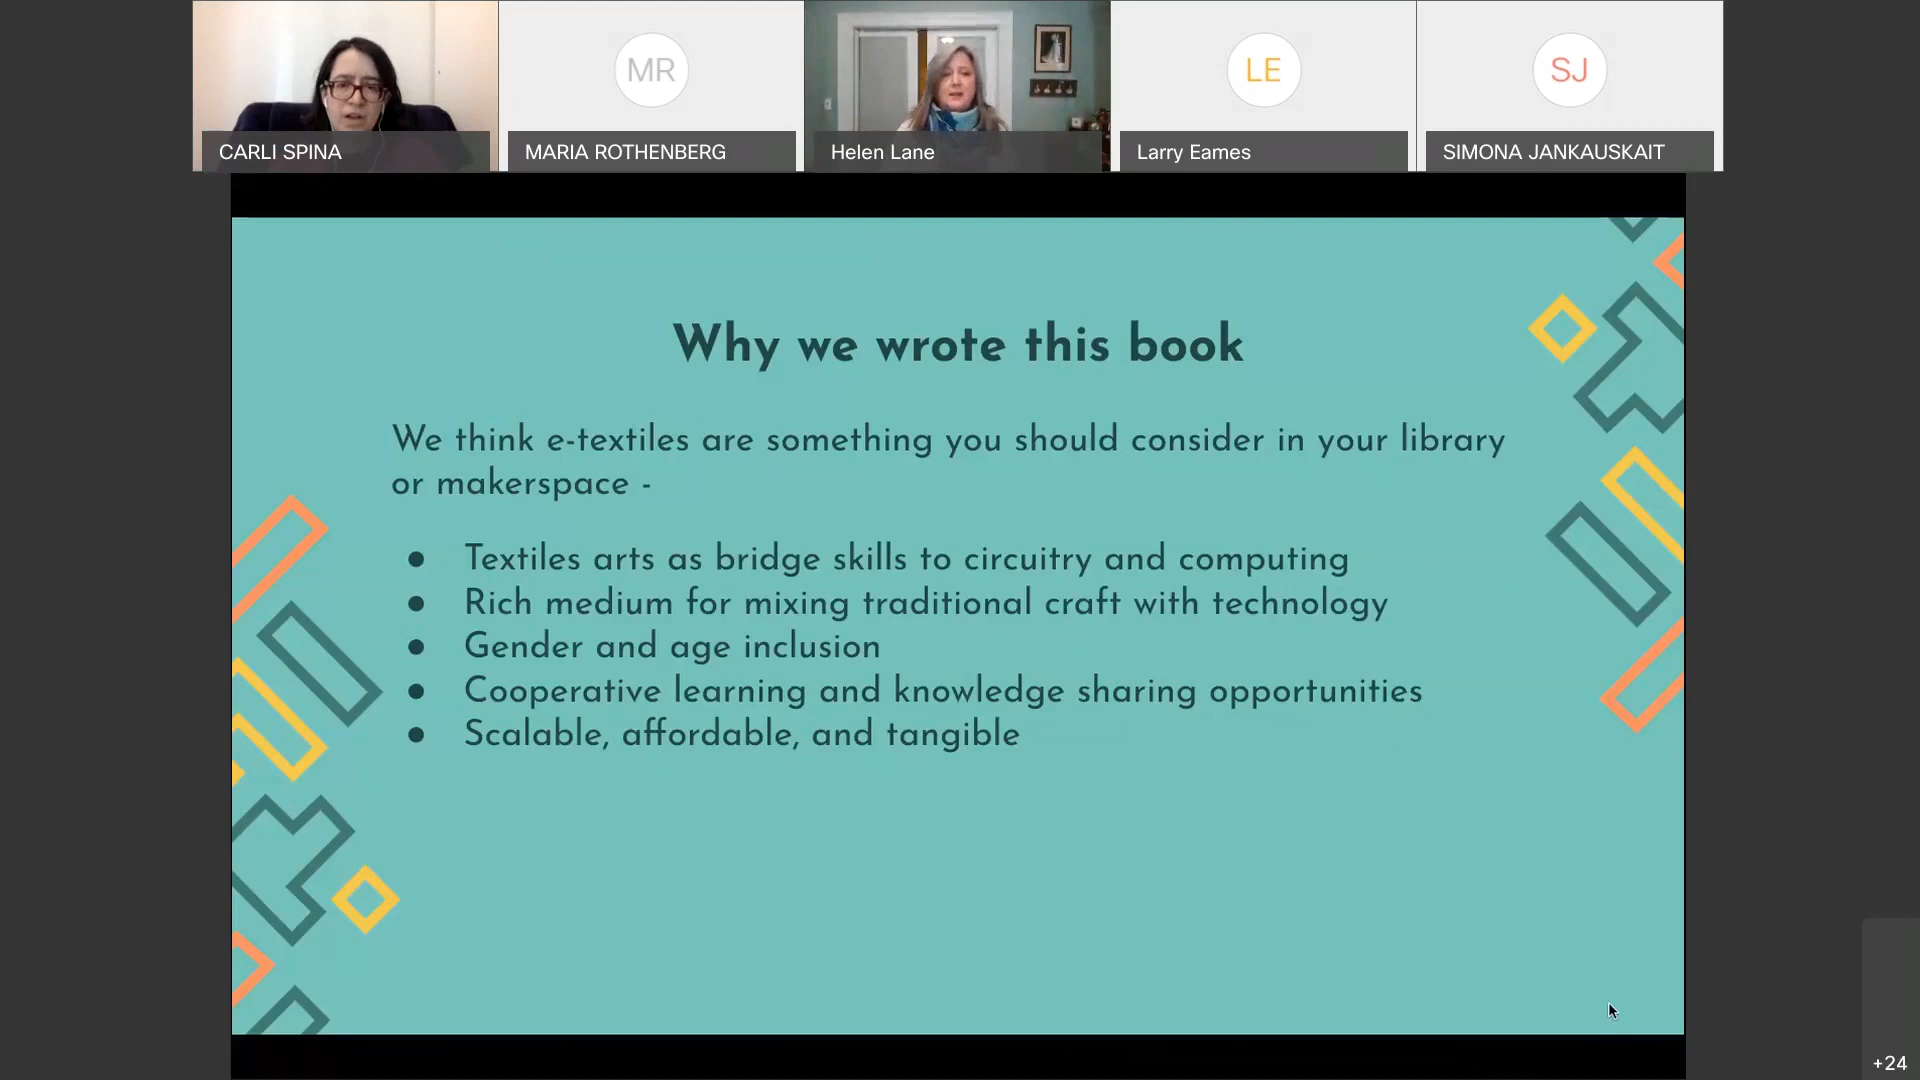 MR
LE
SJ
CARLI SPINA
MARIA ROTHENBERG
Helen Lane
Larry Eames
SIMONA JANKAUSKAIT
Why we wrote this book
We think e-textiles are something you should consider in your library
or makerspace -
● Textiles arts as bridge skills to circuitry and computing
● Rich medium for mixing traditional craft with technology
● Gender and age inclusion
● Cooperative learning and knowledge sharing opportunities
● Scalable, affordable, and tangible
+24